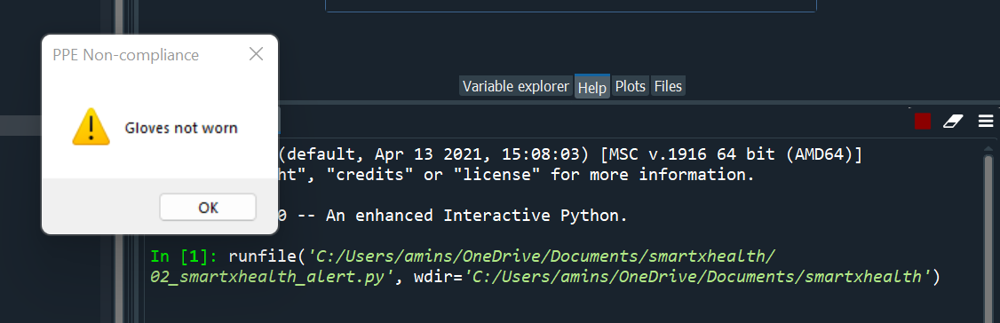 PPE Non-compliance
Gloves not worn
OK
Variable explorer Help Plots Files
(default, Apr 13 2021, 15:08:03) [MSC v.1916 64 bit (AMD64)]
", "credits" or "license" for more information.
0 -- An enhanced Interactive Python.
In [1]: runfile('C:/Users/amins/OneDrive/Documents/smartxhealth/
02_smartxhealth_alert.py', wdir='C:/Users/amins/OneDrive/Documents/smartxhealth')